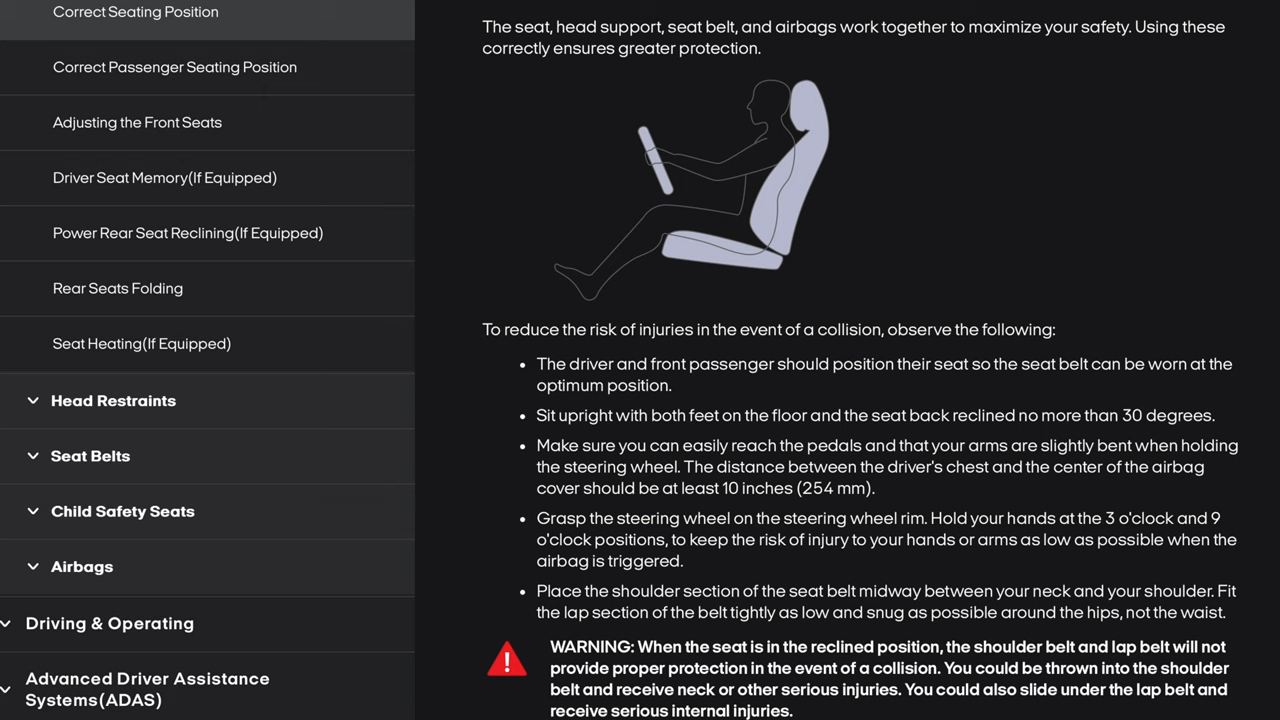 Correct Seating Position
Correct Passenger Seating Position
Adjusting the Front Seats
Driver Seat Memory(If Equipped)
Power Rear Seat Reclining(If Equipped)
Rear Seats Folding
Seat Heating(If Equipped)
Head Restraints
Seat Belts
Child Safety Seats
Airbags
Driving & Operating
Advanced Driver Assistance
Systems(ADAS)
The seat, head support, seat belt, and airbags work together to maximize your safety. Using these
correctly ensures greater protection.
To reduce the risk of injuries in the event of a collision, observe the following:
• The driver and front passenger should position their seat so the seat belt can be worn at the
optimum position.
• Sit upright with both feet on the floor and the seat back reclined no more than 30 degrees.
• Make sure you can easily reach the pedals and that your arms are slightly bent when holding
the steering wheel. The distance between the driver's chest and the center of the airbag
cover should be at least 10 inches (254 mm).
• Grasp the steering wheel on the steering wheel rim. Hold your hands at the 3 o'clock and 9
o'clock positions, to keep the risk of injury to your hands or arms as low as possible when the
airbag is triggered.
• Place the shoulder section of the seat belt midway between your neck and your shoulder. Fit
the lap section of the belt tightly as low and snug as possible around the hips, not the waist.
WARNING: When the seat is in the reclined position, the shoulder belt and lap belt will not
provide proper protection in the event of a collision. You could be thrown into the shoulder
belt and receive neck or other serious injuries. You could also slide under the lap belt and
receive serious internal injuries.